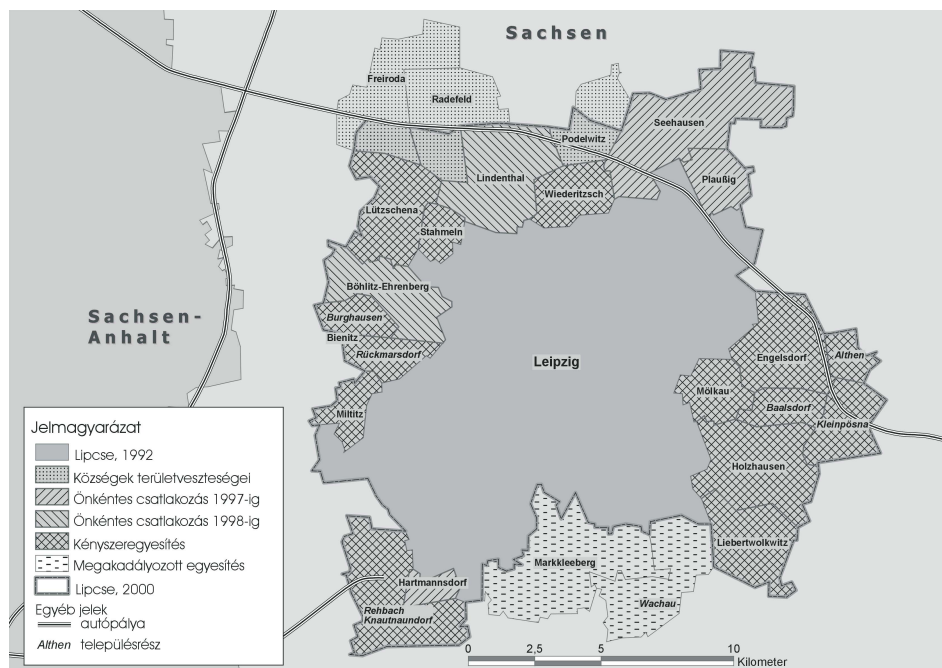 Sachsen
Freiroda
Radefeld
Seehausen
Podelwitz
Lindenthal
Plaußig
Wiederitzsch
Lützschena
Stahmeln
Böhlitz-Ehrenberg
Sachsen-
Anhalt
Burghausen
Bienitz
Rückmarsdorf
Leipzig
Engelsdorf
Althen
Mölkau
Baalsdorf
Miltitz
Kleinpösna
Holzhausen
Liebertwolkwitz
Markkleeberg
Hartmannsdorf
Wachau
Rehbach
Knautnaundorf
Jelmagyarázat
Lipcse, 1992
Községek területveszteségei
Önkéntes csatlakozás 1997-ig
Önkéntes csatlakozás 1998-ig
Kényszeregyesítés
Megakadályozott egyesítés
Lipcse, 2000
Egyéb jelek
autópálya
Althen településrész
0 2,5 5 10
Kilometer